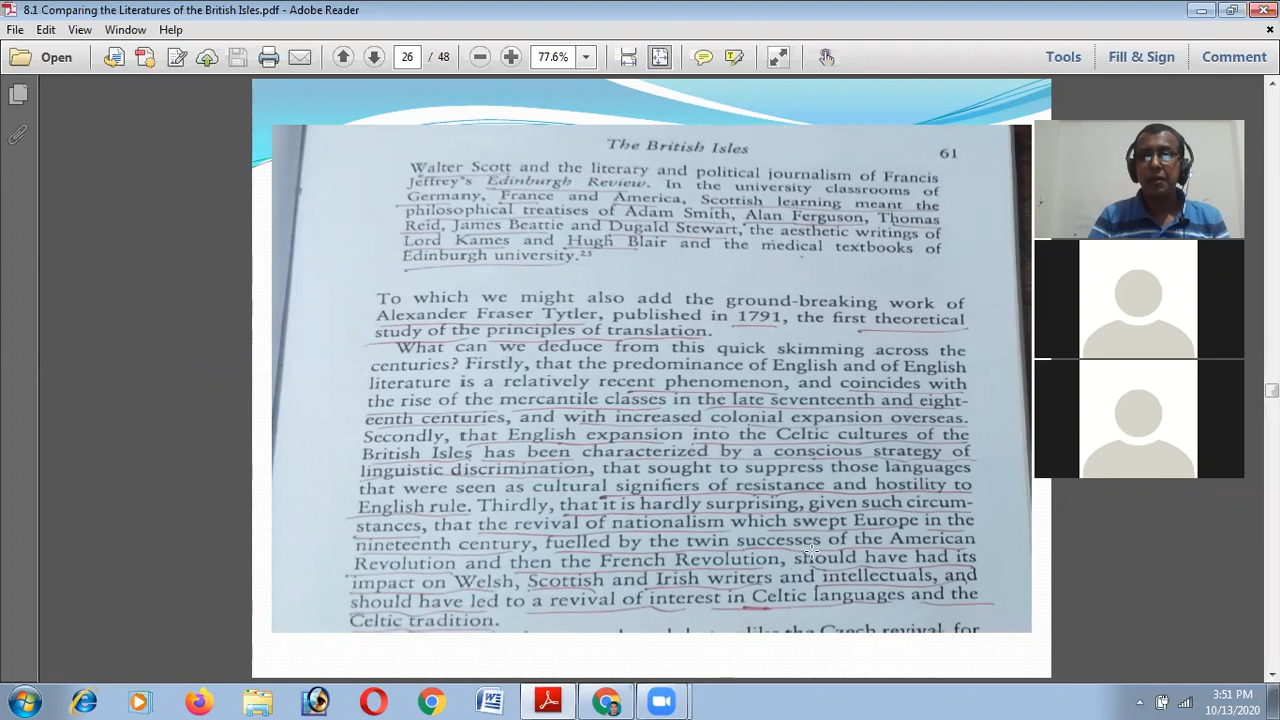 8.1 Comparing the Literatures of the British Isles.pdf - Adobe Reader
File Edit View Window Help
Open 26 / 48 77.6% Tools Fill & Sign Comment
The British Isles 61
Walter Scott and the literary and political journalism of Francis
Jeffrey's Edinburgh Review. In the university classrooms of
Germany, France and America, Scottish learning meant the
philosophical treatises of Adam Smith, Alan Ferguson, Thomas
Reid, James Beattie and Dugald Stewart, the aesthetic writings of
Lord Kames and Hugh Blair and the medical textbooks of
Edinburgh university.²³
To which we might also add the ground-breaking work of
Alexander Fraser Tytler, published in 1791, the first theoretical
study of the principles of translation.
What can we deduce from this quick skimming across the
centuries? Firstly, that the predominance of English and of English
literature is a relatively recent phenomenon, and coincides with
the rise of the mercantile classes in the late seventeenth and eight-
eenth centuries, and with increased colonial expansion overseas.
Secondly, that English expansion into the Celtic cultures of the
British Isles has been characterized by a conscious strategy of
linguistic discrimination, that sought to suppress those languages
that were seen as cultural signifiers of resistance and hostility to
English rule. Thirdly, that it is hardly surprising, given such circum-
stances, that the revival of nationalism which swept Europe in the
nineteenth century, fuelled by the twin successes of the American
Revolution and then the French Revolution, should have had its
impact on Welsh, Scottish and Irish writers and intellectuals, and
should have led to a revival of interest in Celtic languages and the
Celtic tradition.
like the Czech revival, for
3:51 PM
10/13/2020